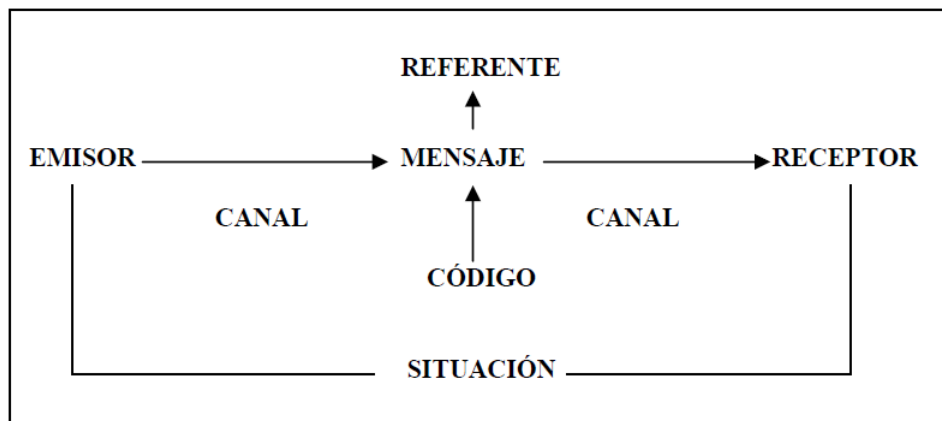 REFERENTE
EMISOR MENSAJE RECEPTOR
CANAL CANAL
CÓDIGO
SITUACIÓN